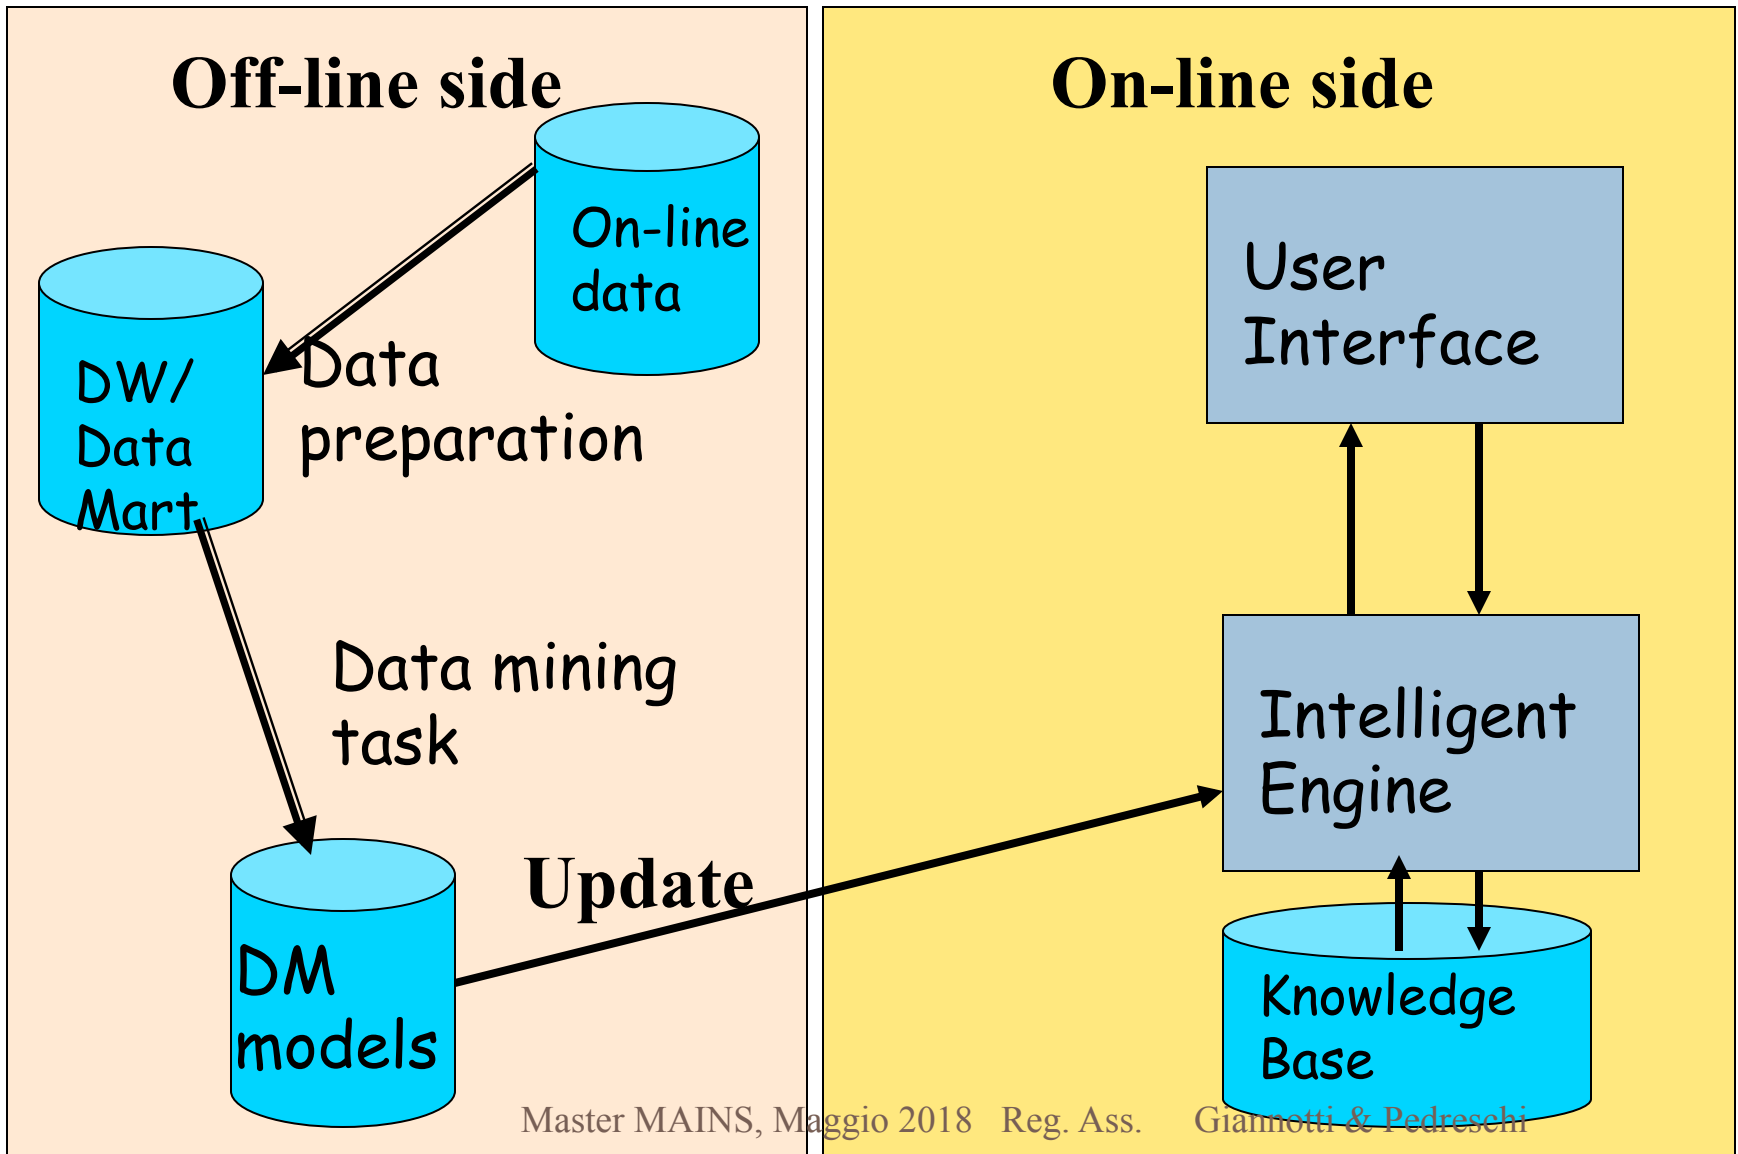 Off-line side
On-line
data
DW/
Data
Mart
Data
preparation
Data mining
task
DM
models
Update
On-line side
User
Interface
Intelligent
Engine
Knowledge
Base
Master MAINS, Maggio 2018 Reg. Ass. Giannotti & Pedreschi